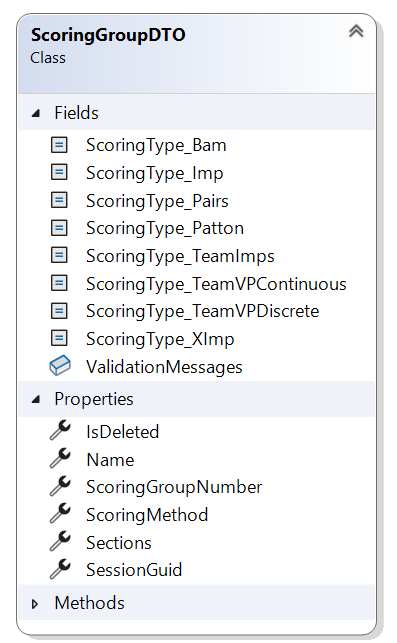 ScoringGroupDTO
Class
Fields
ScoringType_Bam
ScoringType_Imp
ScoringType_Pairs
ScoringType_Patton
ScoringType_TeamImps
ScoringType_TeamVPContinuous
ScoringType_TeamVPDiscrete
ScoringType_XImp
ValidationMessages
Properties
IsDeleted
Name
ScoringGroupNumber
ScoringMethod
Sections
SessionGuid
Methods